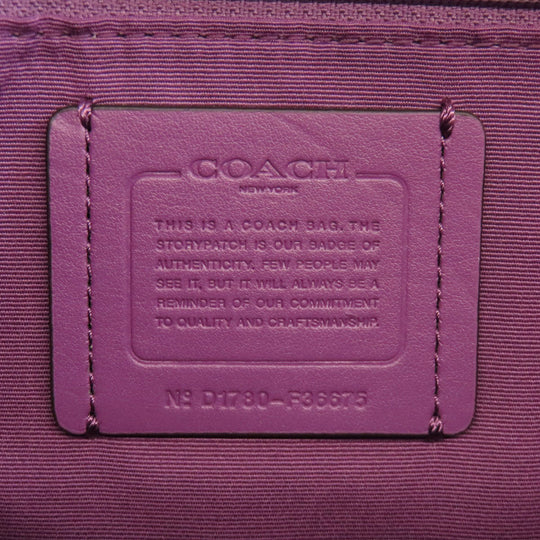 COACH
NEW YORK
THIS IS A COACH BAG. THE
STORYPATCH IS OUR BADGE OF
AUTHENTICITY. FEW PEOPLE MAY
SEE IT, BUT IT WILL ALWAYS BE A
REMINDER OF OUR COMMITMENT
TO QUALITY AND CRAFTSMANSHIP.
Nº D1780-F36675